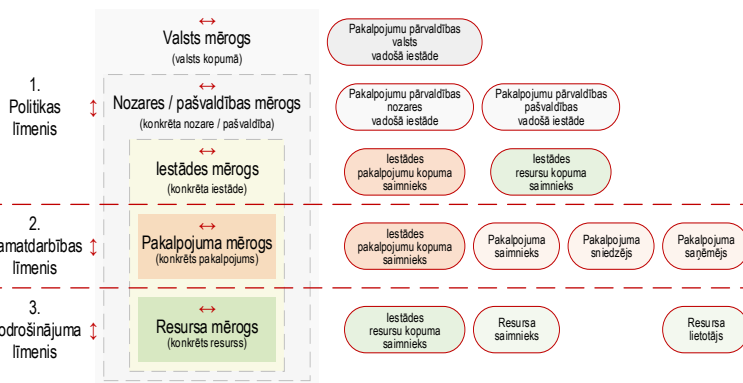 Valsts mērogs
(valsts kopumā)
Pakalpojumu pārvaldības
valsts
vadošā iestāde
1.
Politikas
līmenis
Nozares / pašvaldības mērogs
(konkrēta nozare / pašvaldība)
Pakalpojumu pārvaldības
nozares
vadošā iestāde
Pakalpojumu pārvaldības
pašvaldības
vadošā iestāde
Iestādes mērogs
(konkrēta iestāde)
Iestādes
pakalpojumu kopuma
saimnieks
Iestādes
resursu kopuma
saimnieks
2.
amatdarbības
līmenis
Pakalpojuma mērogs
(konkrēts pakalpojums)
Iestādes
pakalpojumu kopuma
saimnieks
Pakalpojuma
saimnieks
Pakalpojuma
sniedzējs
Pakalpojuma
saņēmējs
3.
odrošinājuma
līmenis
Resursa mērogs
(konkrēts resurss)
Iestādes
resursu kopuma
saimnieks
Resursa
saimnieks
Resursa
lietotājs